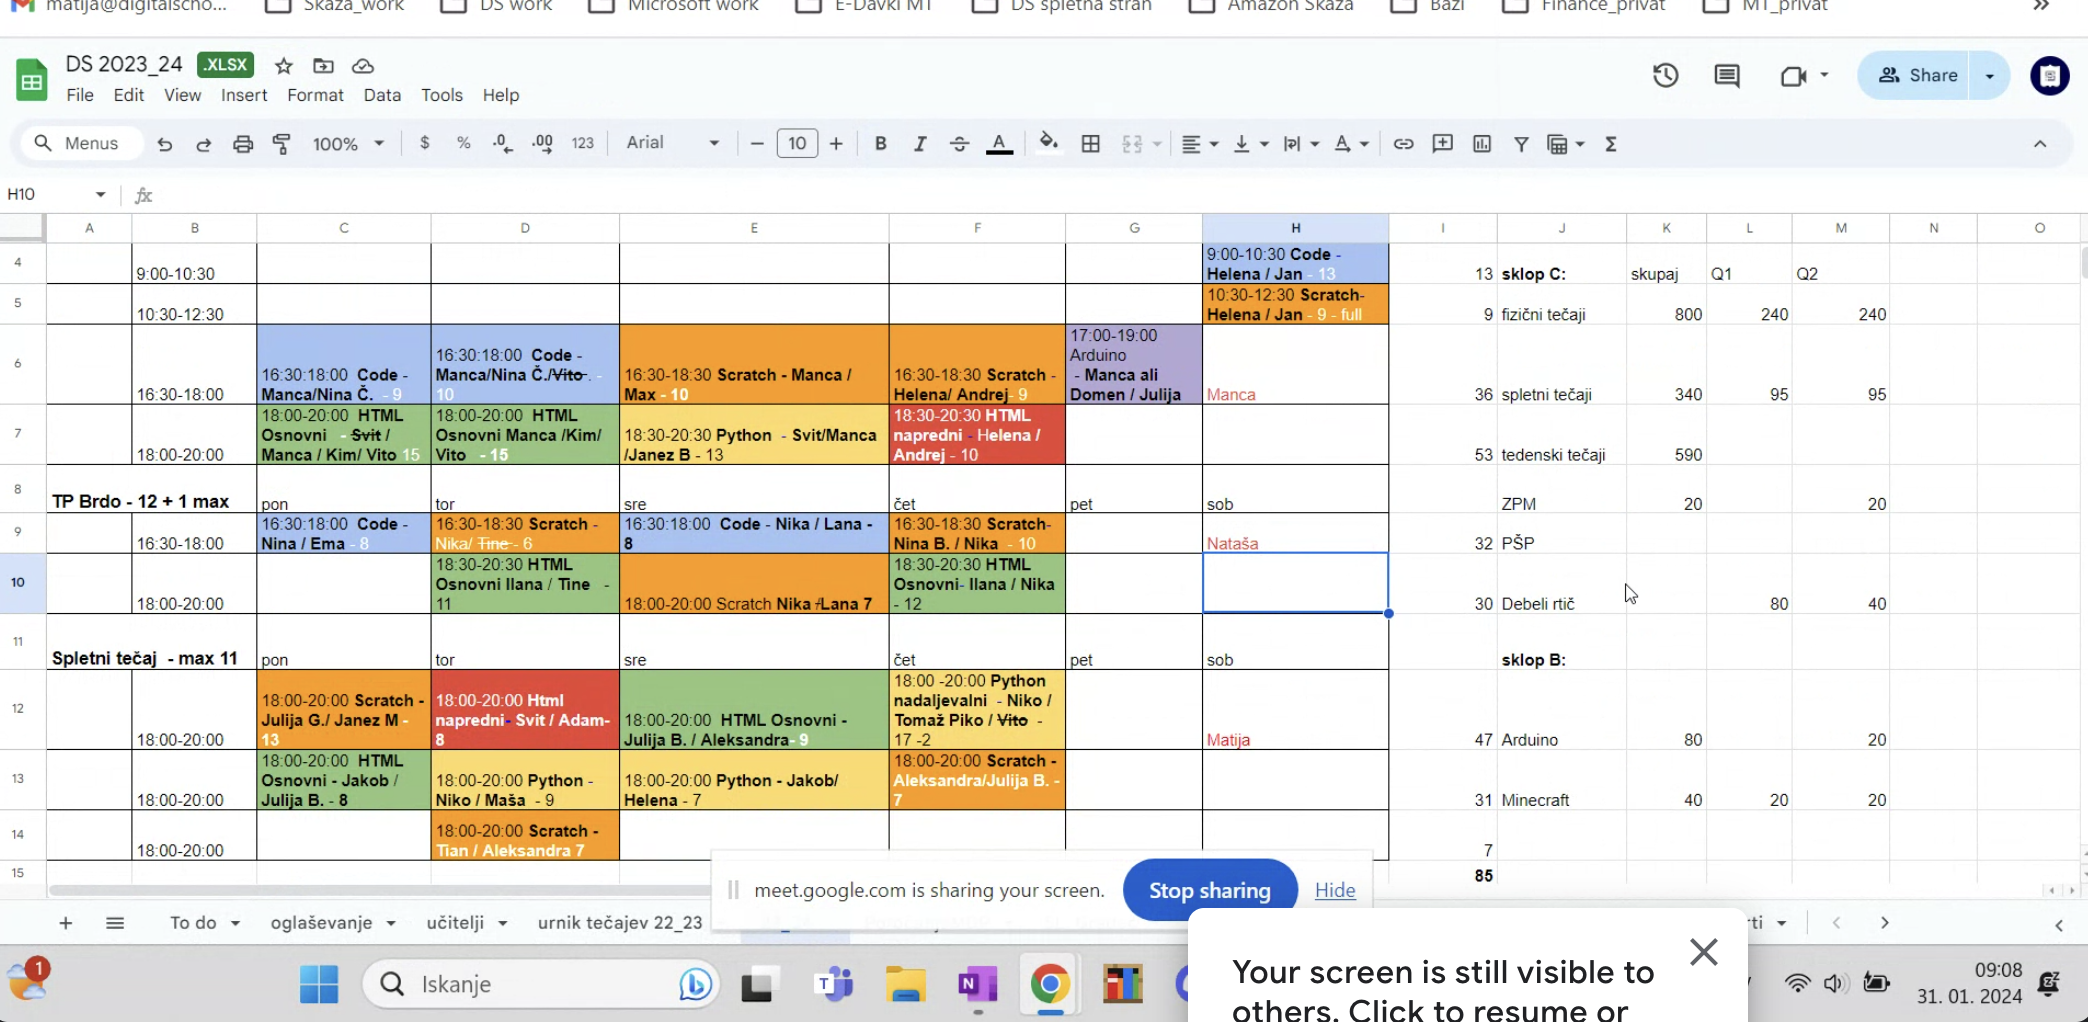 matija@digitalscho...
Skaza_work
DS work
Microsoft work
E-Davki MT
DS spletna stran
Amazon Skaza
Bazi
Finance_privat
MT_privat
DS 2023_24 .XLSX
File Edit View Insert Format Data Tools Help
Share
Menus 100% $ % .0 .00 123 Arial 10 B I A
H10
fx
A B C D E F G H I J K L M N O
4
9:00-10:30
9:00-10:30 Code -
Helena / Jan - 13
13 sklop C: skupaj Q1 Q2
5
10:30-12:30
10:30-12:30 Scratch-
Helena / Jan - 9 - full
9 fizični tečaji 800 240 240
6
16:30-18:00
16:30:18:00 Code -
Manca/Nina Č. - 9
16:30:18:00 Code -
Manca/Nina Č./Vito . -
10
16:30-18:30 Scratch - Manca /
Max - 10
16:30-18:30 Scratch -
Helena/ Andrej- 9
17:00-19:00
Arduino
- Manca ali
Domen / Julija
Manca
36 spletni tečaji 340 95 95
7
18:00-20:00
18:00-20:00 HTML
Osnovni - Svit /
Manca / Kim/ Vito 15
18:00-20:00 HTML
Osnovni Manca /Kim/
Vito - 15
18:30-20:30 Python - Svit/Manca
/Janez B - 13
18:30-20:30 HTML
napredni - Helena /
Andrej - 10
53 tedenski tečaji 590
8
TP Brdo - 12 + 1 max pon tor sre čet pet sob
ZPM 20 20
9
16:30-18:00
16:30:18:00 Code -
Nina / Ema - 8
16:30-18:30 Scratch -
Nika/ Tine - 6
16:30:18:00 Code - Nika / Lana -
8
16:30-18:30 Scratch-
Nina B. / Nika - 10
Nataša
32 PŠP
10
18:00-20:00
18:30-20:30 HTML
Osnovni Ilana / Tine -
11
18:00-20:00 Scratch Nika /Lana 7
18:30-20:30 HTML
Osnovni- Ilana / Nika
- 12
30 Debeli rtič 80 40
11
Spletni tečaj - max 11 pon tor sre čet pet sob
sklop B:
12
18:00-20:00
18:00-20:00 Scratch -
Julija G./ Janez M -
13
18:00-20:00 Html
napredni- Svit / Adam-
8
18:00-20:00 HTML Osnovni -
Julija B. / Aleksandra- 9
18:00 -20:00 Python
nadaljevalni - Niko /
Tomaž Piko / Vito -
17 -2
Matija
47 Arduino 80 20
13
18:00-20:00
18:00-20:00 HTML
Osnovni - Jakob /
Julija B. - 8
18:00-20:00 Python -
Niko / Maša - 9
18:00-20:00 Python - Jakob/
Helena - 7
18:00-20:00 Scratch -
Aleksandra/Julija B. -
7
31 Minecraft 40 20 20
14
18:00-20:00
18:00-20:00 Scratch -
Tian / Aleksandra 7
7
15
85
meet.google.com is sharing your screen.
Stop sharing
Hide
To do oglaševanje učitelji urnik tečajev 22_23
ti
Your screen is still visible to
others. Click to resume or
1
Iskanje
09:08
31. 01. 2024